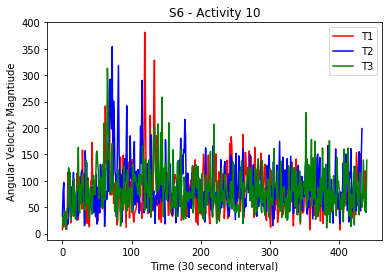 S6 - Activity 10
Angular Velocity Magntiude
400
350
300
250
200
150
100
50
0
T1
T2
T3
0
100
200
300
400
Time (30 second interval)